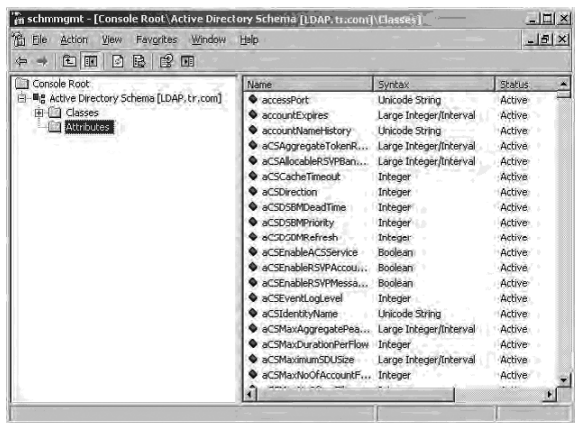 schmmgmt - [Console Root\Active Directory Schema [LDAP.ts.com]\Classes]
File Action View Favorites Window Help
Console Root
Active Directory Schema [LDAP.tr.com]
Classes
Attributes
Name Syntax Status
accessPort Unicode String Active
accountExpires Large Integer/Interval Active
accountNameHistory Unicode String Active
aCSAggregateTokenR... Large Integer/Interval Active
aCSAllocableRSVPBan... Large Integer/Interval Active
aCSCacheTimeout Integer Active
aCSDirection Integer Active
aCSDSBMDeadTime Integer Active
aCSDSBMPriority Integer Active
aCSDSBMRefresh Integer Active
aCSEnableACSService Boolean Active
aCSEnableRSVPAccou... Boolean Active
aCSEnableRSVPMessa... Boolean Active
aCSEventLogLevel Integer Active
aCSIdentityName Unicode String Active
aCSMaxAggregatePea... Large Integer/Interval Active
aCSMaxDurationPerFlow Integer Active
aCSMaximumSDUSize Large Integer/Interval Active
aCSMaxNoOfAccountF... Integer Active